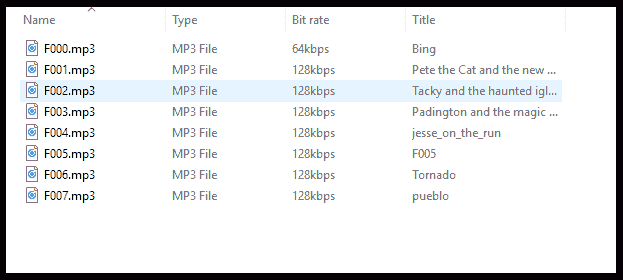 Name Type Bit rate Title
F000.mp3 MP3 File 64kbps Bing
F001.mp3 MP3 File 128kbps Pete the Cat and the new ...
F002.mp3 MP3 File 128kbps Tacky and the haunted igl...
F003.mp3 MP3 File 128kbps Padington and the magic ...
F004.mp3 MP3 File 128kbps jesse_on_the_run
F005.mp3 MP3 File 128kbps F005
F006.mp3 MP3 File 128kbps Tornado
F007.mp3 MP3 File 128kbps pueblo